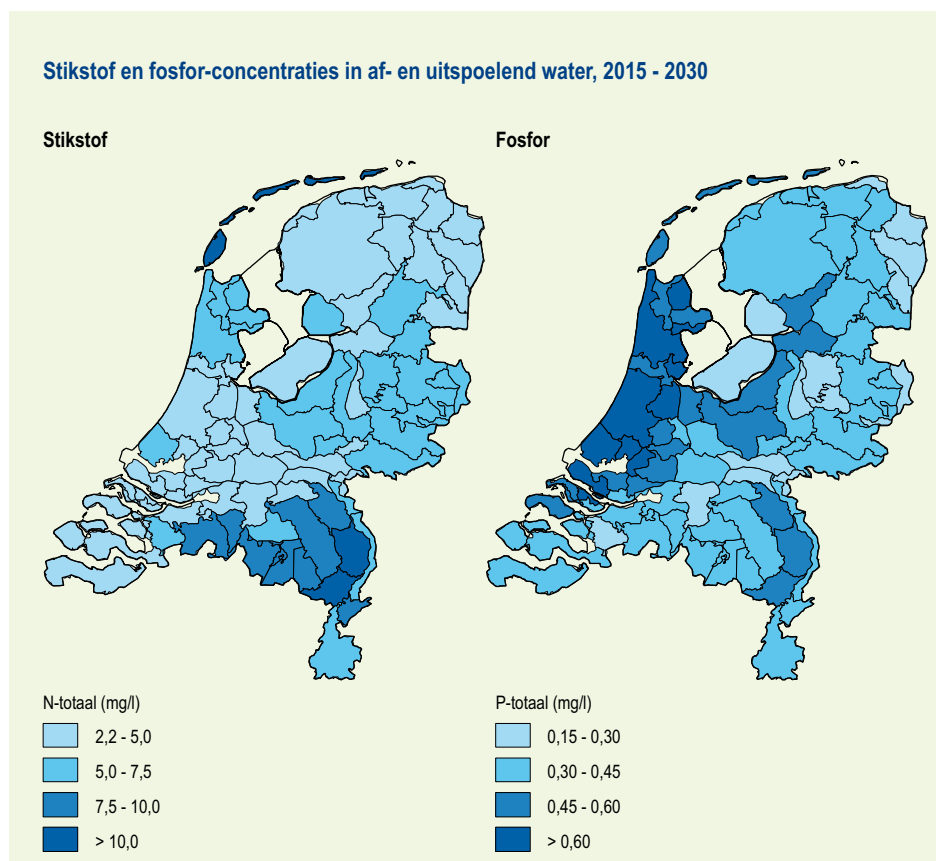 Stikstof en fosfor-concentraties in af- en uitspoelend water, 2015 - 2030
Stikstof
N-totaal (mg/l)
2,2 - 5,0
5,0 - 7,5
7,5 - 10,0
> 10,0
Fosfor
P-totaal (mg/l)
0,15 - 0,30
0,30 - 0,45
0,45 - 0,60
> 0,60